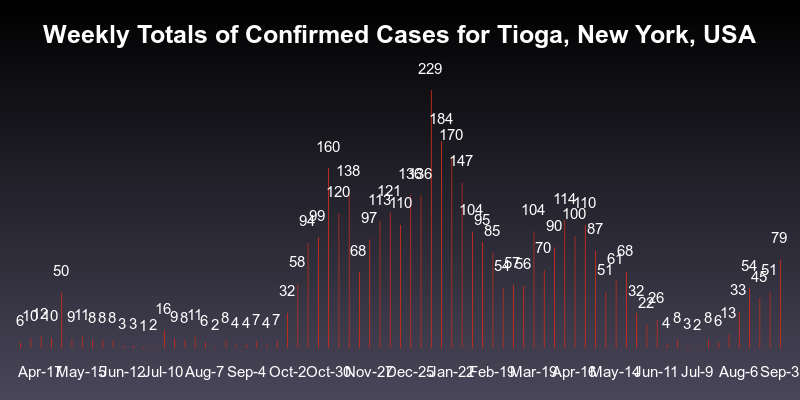 Weekly Totals of Confirmed Cases for Tioga, New York, USA
6 10 12 10 50 9 11 8 8 8 3 3 1 2 16 9 8 11 6 2 8 4 4 7 4 7 32 58 94 99 160 120 138 68 97 113 121 110 136 229 184 170 147 104 95 85 54 57 56 104 70 90 114 100 110 87 51 61 68 32 22 26 4 8 3 2 8 6 13 33 54 45 51 79
Apr-17 May-15 Jun-12 Jul-10 Aug-7 Sep-4 Oct-2 Oct-30 Nov-27 Dec-25 Jan-22 Feb-19 Mar-19 Apr-16 May-14 Jun-11 Jul-9 Aug-6 Sep-3